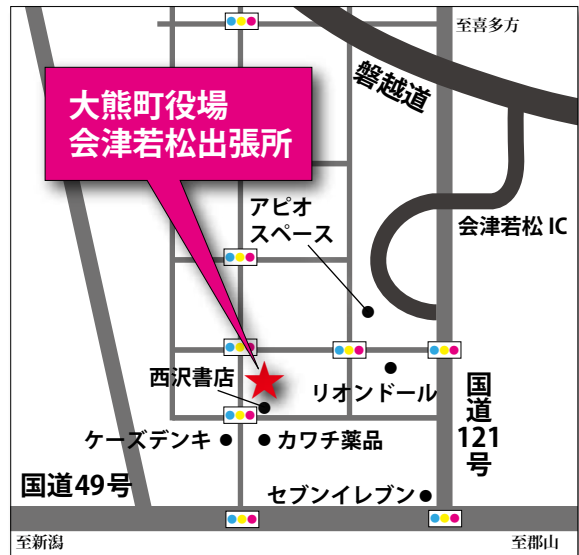 至喜多方
磐越道
大熊町役場
会津若松出張所
アピオ
スペース
会津若松 IC
西沢書店
リオンドール
国道
121
号
ケーズデンキ
カワチ薬品
国道49号
セブンイレブン
至新潟
至郡山